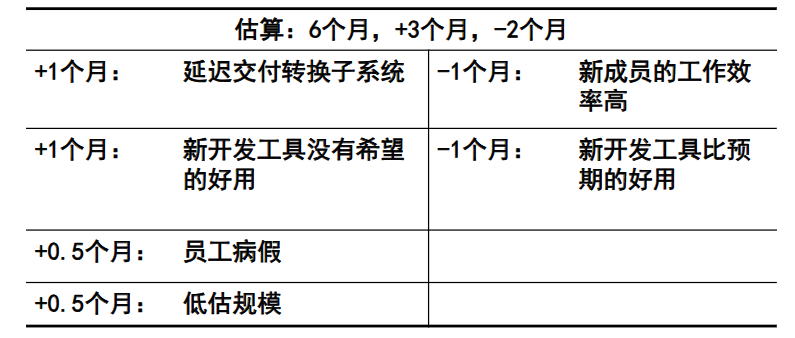 估算：6个月，+3个月，-2个月
+1个月： 延迟交付转换子系统 -1个月： 新成员的工作效
率高
+1个月： 新开发工具没有希望 -1个月： 新开发工具比预
的好用 期的好用
+0.5个月： 员工病假
+0.5个月： 低估规模